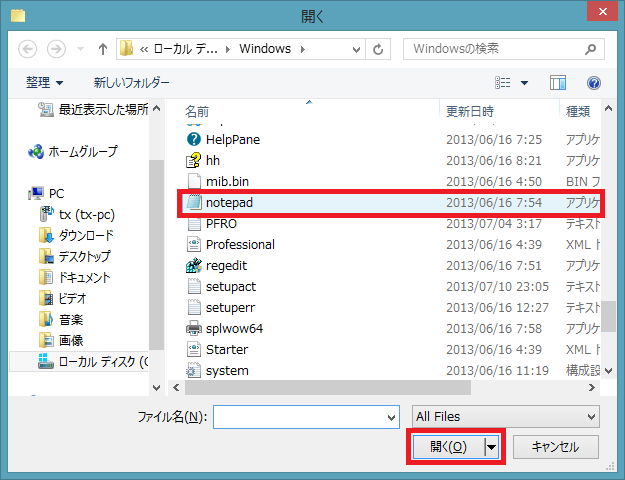 開く
« ローカル デ... ▸ Windows ▸
Windowsの検索
整理 ▼ 新しいフォルダー
名前 更新日時 種類
最近表示した場所
ホームグループ
PC
tx (tx-pc)
ダウンロード
デスクトップ
ドキュメント
ビデオ
音楽
画像
ローカル ディスク (C
HelpPane 2013/06/16 7:25 アプリケ
hh 2013/06/16 8:21 アプリケ
mib.bin 2013/06/16 4:50 BIN フ
notepad 2013/06/16 7:54 アプリケ
PFRO 2013/07/04 3:17 テキスト
Professional 2013/06/16 4:39 XML ド
regedit 2013/06/16 7:51 アプリケ
setupact 2013/07/10 23:05 テキスト
setuperr 2013/06/16 12:27 テキスト
splwow64 2013/06/16 7:58 アプリケ
Starter 2013/06/16 4:39 XML ド
system 2013/06/16 11:19 構成設
ファイル名(N):
All Files
開く(O) キャンセル